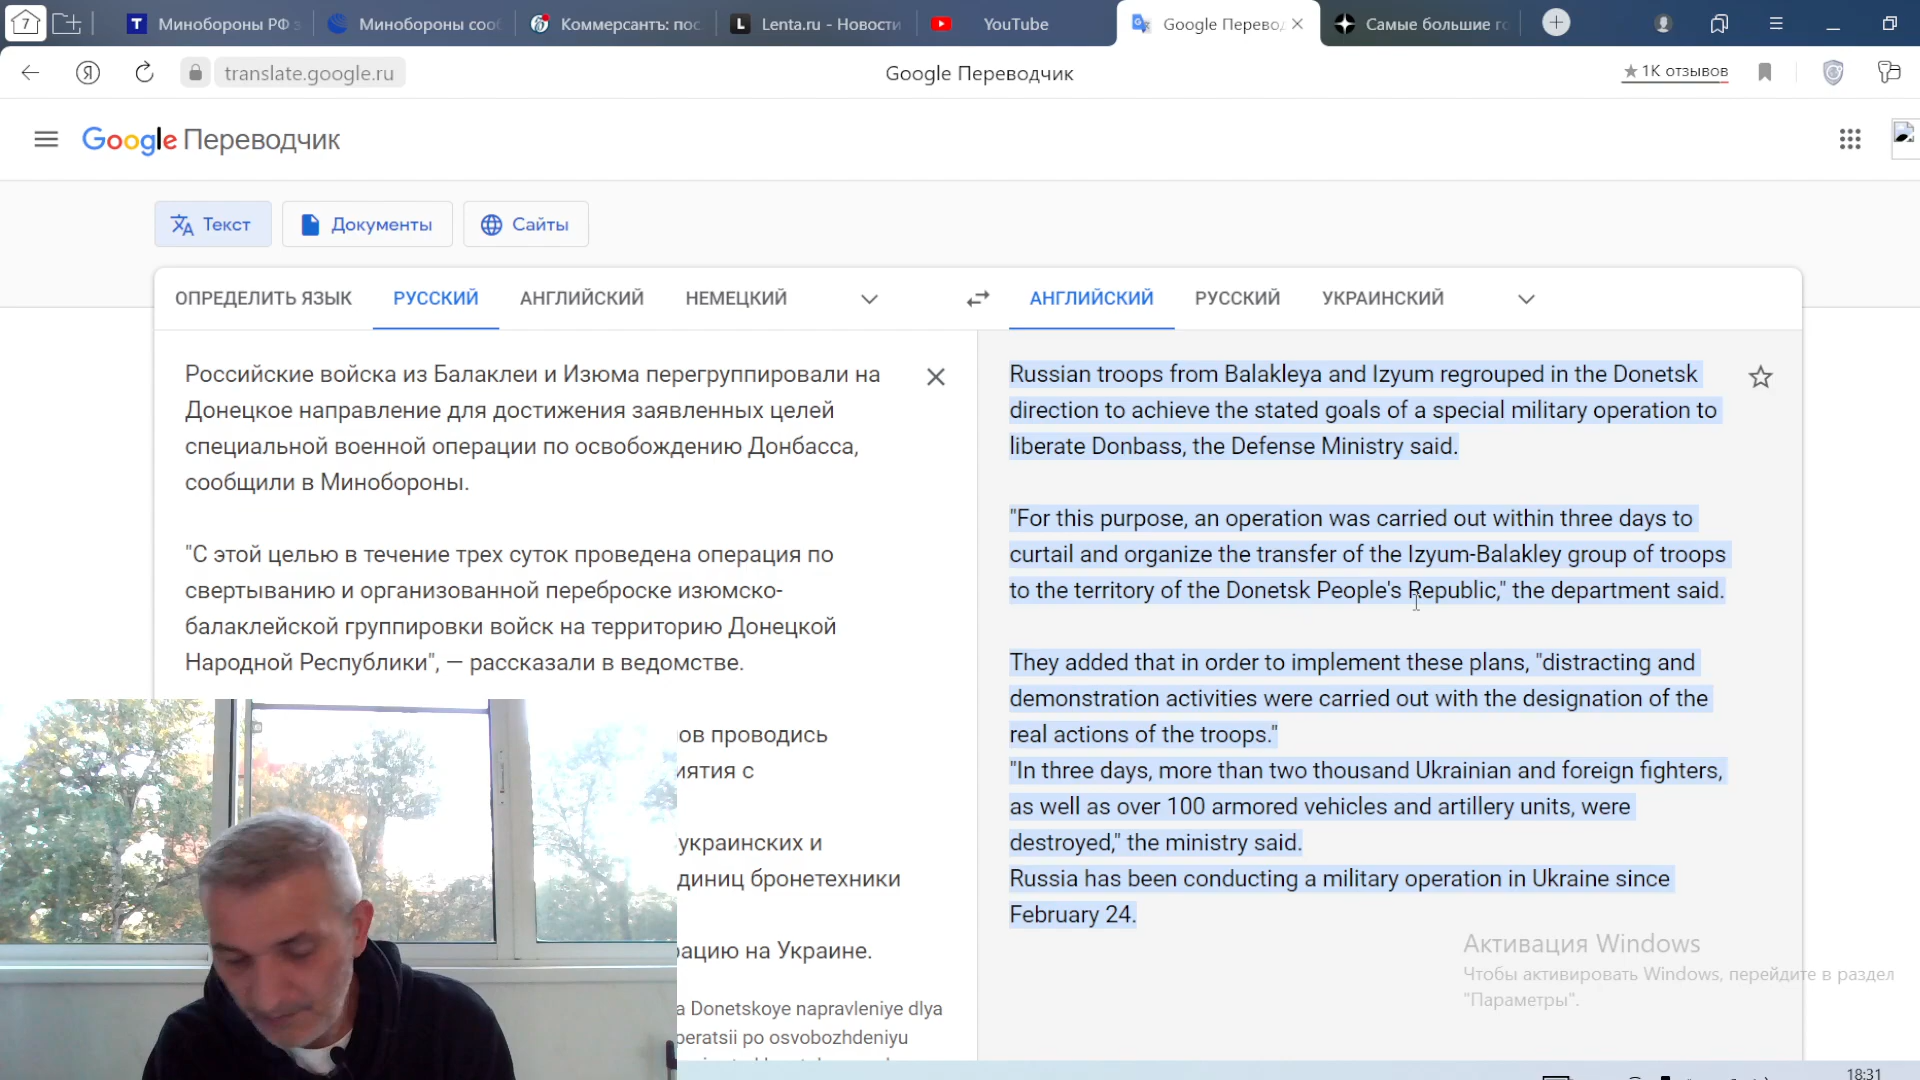 7
Минобороны РФ
Минобороны соо
Коммерсантъ: пос
Lenta.ru - Новости
YouTube
Google Перево
Самые большие го
translate.google.ru
Google Переводчик
★ 1К отзывов
Google Переводчик
Текст
Документы
Сайты
ОПРЕДЕЛИТЬ ЯЗЫК
РУССКИЙ
АНГЛИЙСКИЙ
НЕМЕЦКИЙ
АНГЛИЙСКИЙ
РУССКИЙ
УКРАИНСКИЙ
Российские войска из Балаклеи и Изюма перегруппировали на
Донецкое направление для достижения заявленных целей
специальной военной операции по освобождению Донбасса,
сообщили в Минобороны.
"С этой целью в течение трех суток проведена операция по
свертыванию и организованной переброске изюмско-
балаклейской группировки войск на территорию Донецкой
Народной Республики", — рассказали в ведомстве.
ов проводись
иятия с
украинских и
диниц бронетехники
рацию на Украине.
a Donetskoye napravleniye dlya
peratsii po osvobozhdeniyu
Russian troops from Balakleya and Izyum regrouped in the Donetsk
direction to achieve the stated goals of a special military operation to
liberate Donbass, the Defense Ministry said.
"For this purpose, an operation was carried out within three days to
curtail and organize the transfer of the Izyum-Balakley group of troops
to the territory of the Donetsk People's Republic," the department said.
They added that in order to implement these plans, "distracting and
demonstration activities were carried out with the designation of the
real actions of the troops."
"In three days, more than two thousand Ukrainian and foreign fighters,
as well as over 100 armored vehicles and artillery units, were
destroyed," the ministry said.
Russia has been conducting a military operation in Ukraine since
February 24.
Активация Windows
Чтобы активировать Windows, перейдите в раздел
"Параметры".
18:31